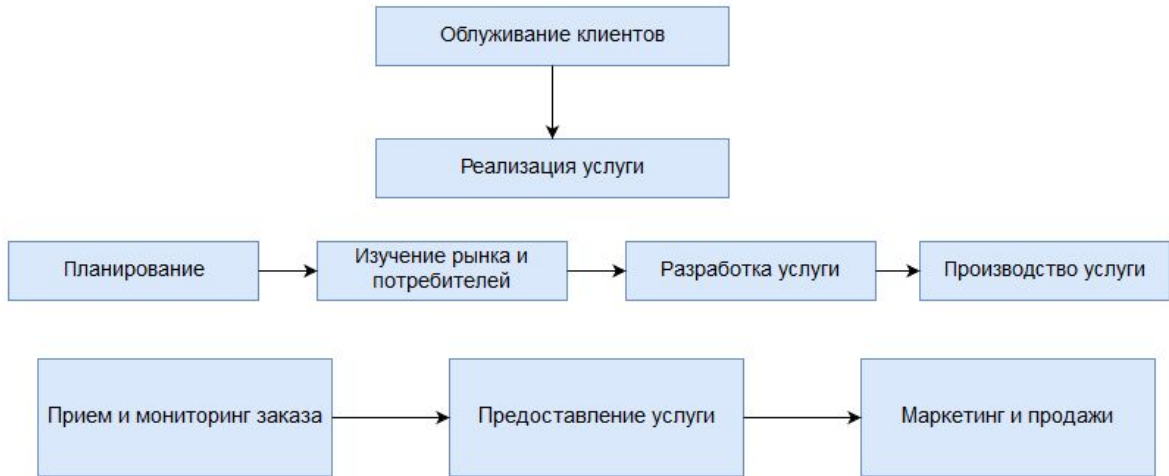 Облуживание клиентов
Реализация услуги
Планирование
Изучение рынка и
потребителей
Разработка услуги
Производство услуги
Прием и мониторинг заказа
Предоставление услуги
Маркетинг и продажи